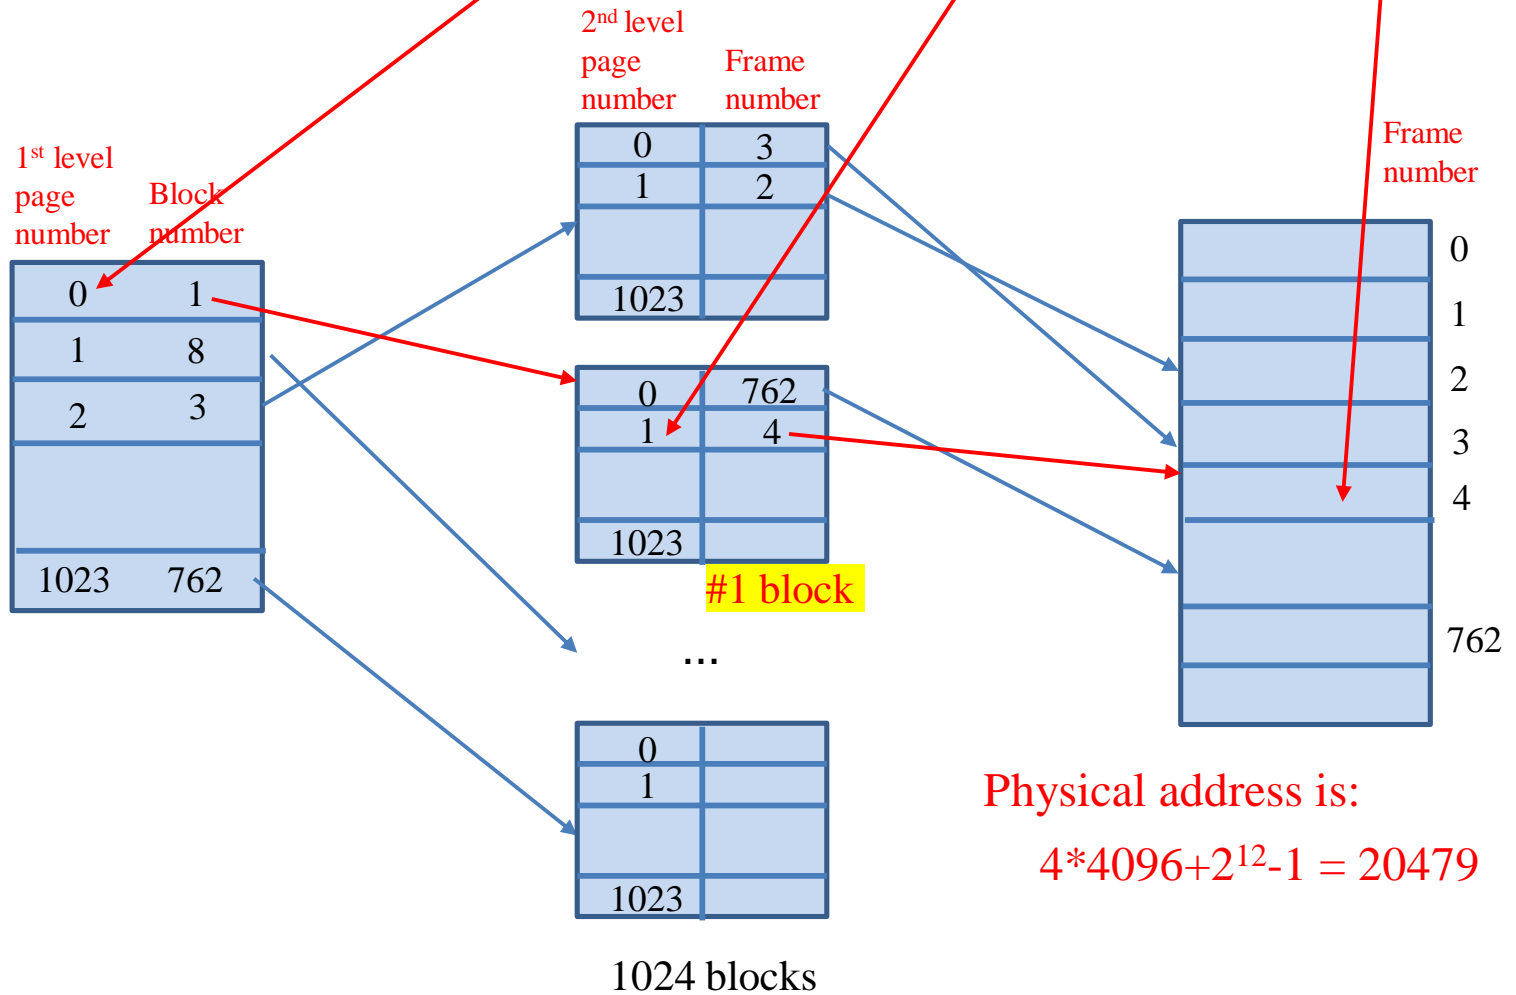 1st level
page
number
Block
number
0 1
1 8
2 3
1023 762
2nd level
page
number
Frame
number
0 3
1 2
1023
0 762
1 4
1023
#1 block
...
0
1
1023
1024 blocks
Frame
number
0
1
2
3
4
762
Physical address is:
4*4096+2¹²-1 = 20479